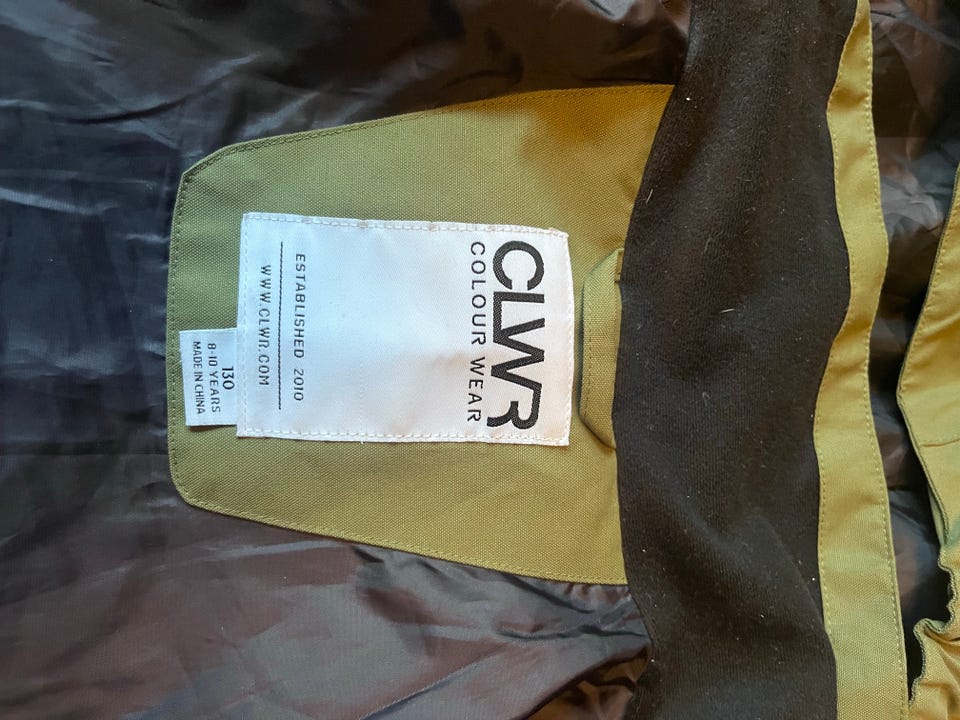 CLWR
COLOUR WEAR
ESTABLISHED 2010
WWW.CLWR.COM
130
8-10 YEARS
MADE IN CHINA